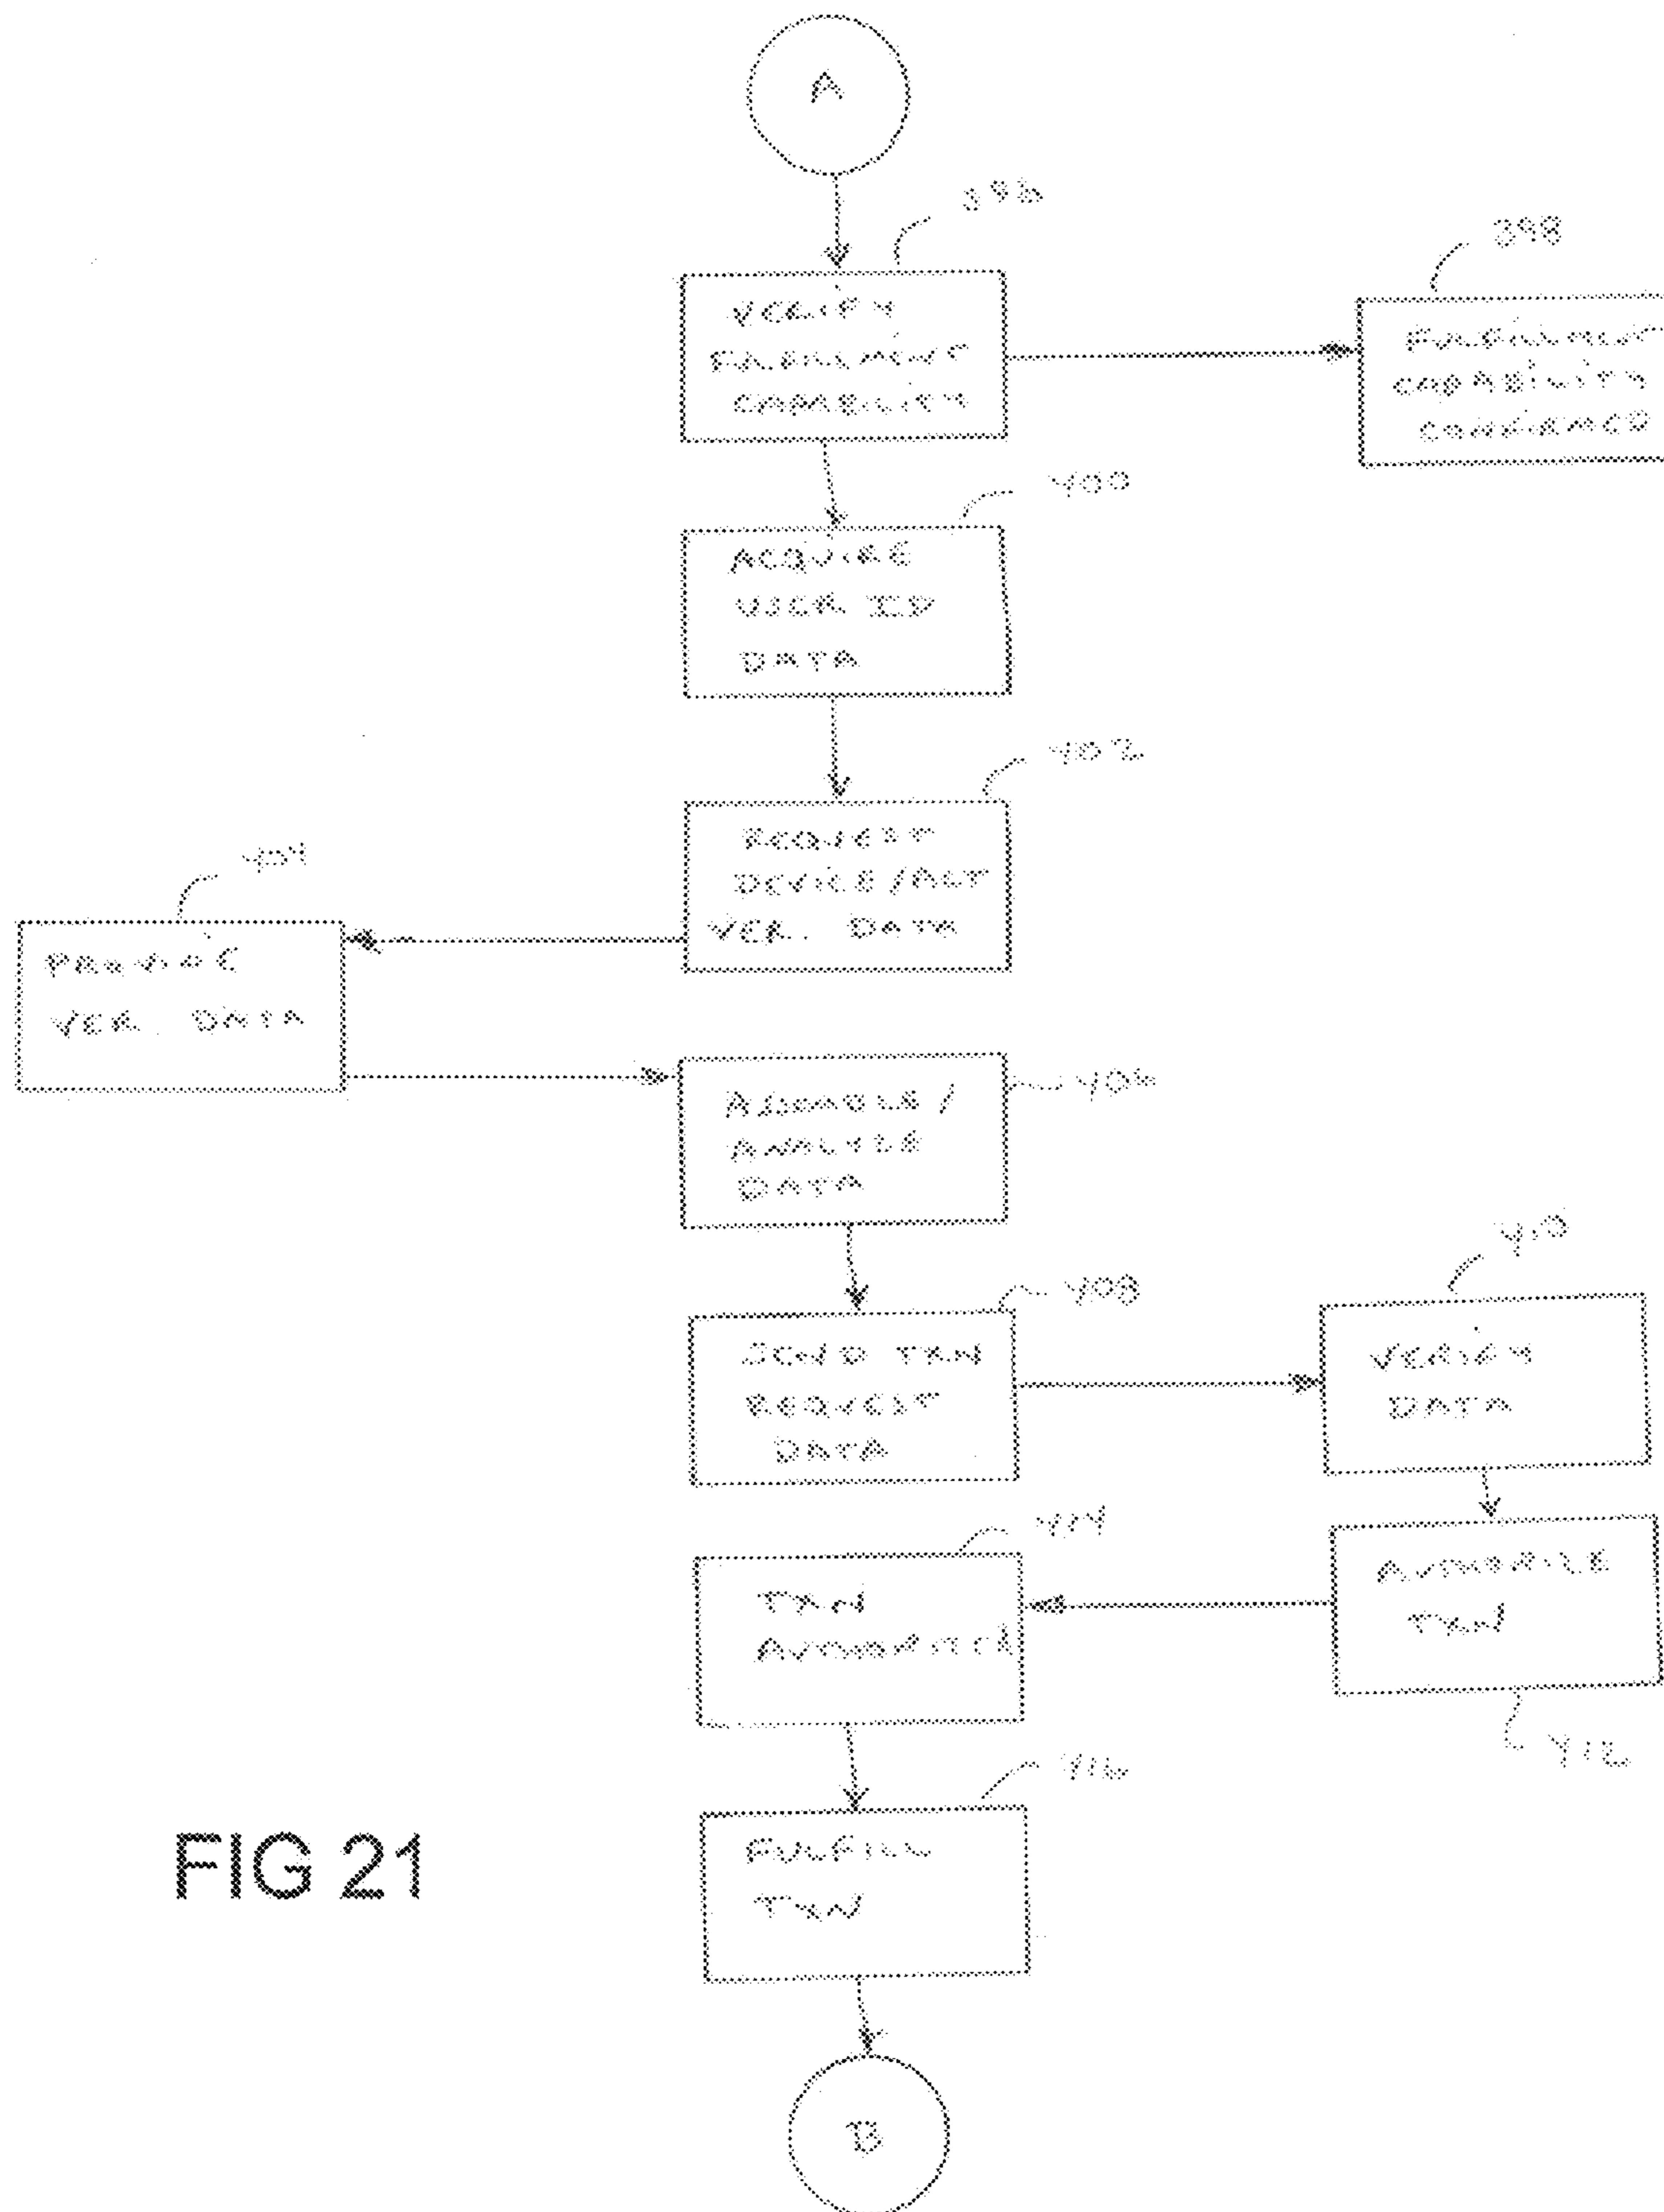 A
396
VERIFY
FULFILLMENT
CAPABILITY
398
FULFILLMENT
CAPABILITY
CONFIRMED
400
ACQUIRE
USER ID
DATA
402
REQUEST
DEVICE/ALT
VER. DATA
404
PROVIDE
VER. DATA
406
ASSEMBLE/
ANALYZE
DATA
408
SEND TXN
REQUEST
DATA
410
VERIFY
DATA
414
TXN
AUTHORIZED
AUTHORIZE
TXN
412
416
FULFILL
TXN
FIG 21
B